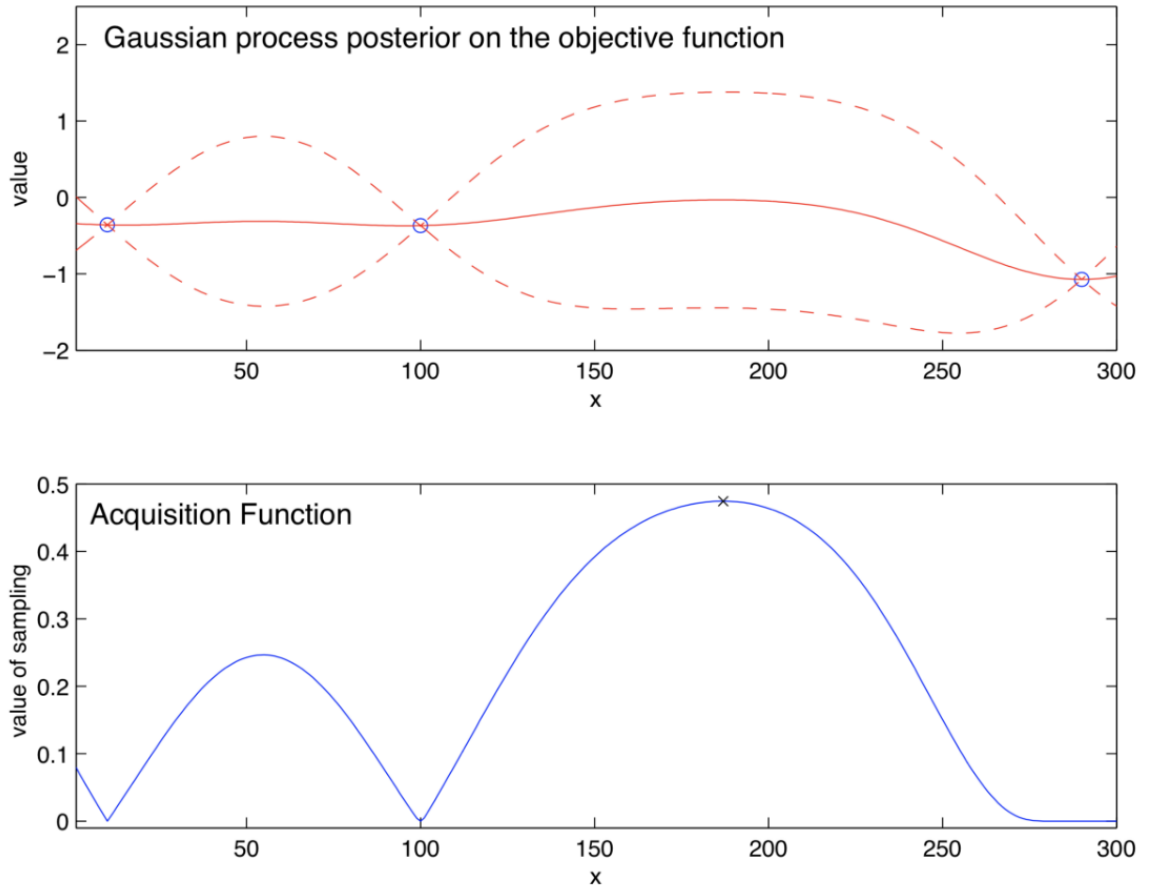 Gaussian process posterior on the objective function
2
1
0
−1
−2
value
50 100 150 200 250 300
x
Acquisition Function
0.5
0.4
0.3
0.2
0.1
0
value of sampling
50 100 150 200 250 300
x